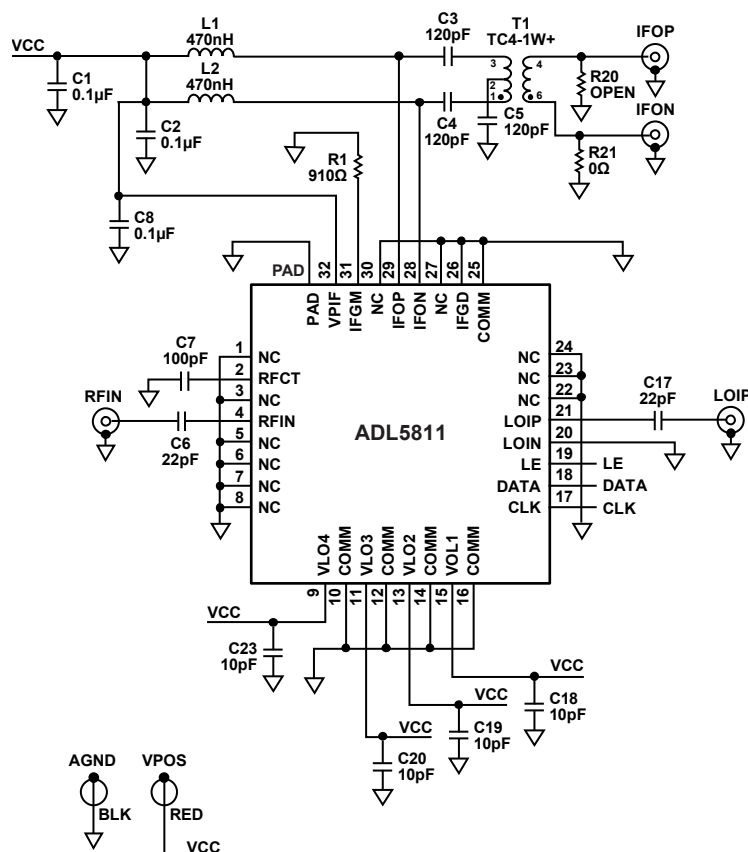 VCC
L1
470nH
C3
120pF
T1
TC4-1W+
IFOP
3
4
C1
0.1µF
L2
470nH
2
R20
OPEN
1
6
IFON
C2
0.1µF
C4
120pF
C5
120pF
R1
910Ω
R21
0Ω
C8
0.1µF
PAD
32
31
30
29
28
27
26
25
PAD
VPIF
IFGM
NC
IFOP
IFON
NC
IFGD
COMM
C7
100pF
1
NC
2
RFCT
3
NC
4
RFIN
5
NC
6
NC
7
NC
8
NC
RFIN
C6
22pF
ADL5811
NC
24
NC
23
NC
22
LOIP
21
LOIN
20
LE
19
LE
DATA
18
DATA
CLK
17
CLK
C17
22pF
LOIP
VLO4
COMM
VLO3
COMM
VLO2
COMM
VOL1
COMM
9
10
11
12
13
14
15
16
VCC
C23
10pF
VCC
C18
10pF
VCC
C19
10pF
VCC
C20
10pF
AGND
VPOS
BLK
RED
VCC